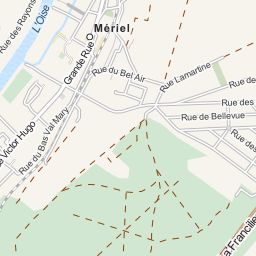 Rue des Rayons
L'Oise
Mériel
Grande Rue O
Rue du Bel Air
Rue Lamartine
Rue des
Rue de Bellevue
Rue des
Victor Hugo
Rue du Bas Val Mary
a Francilie